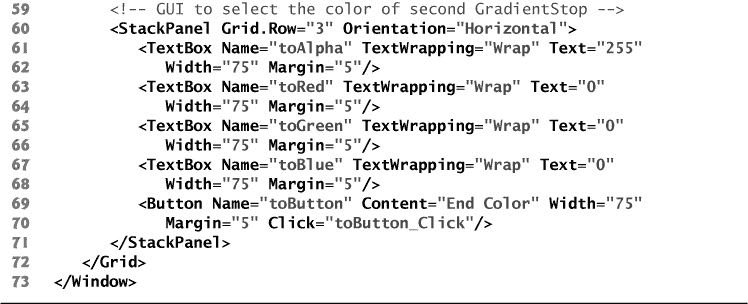 59 <!-- GUI to select the color of second GradientStop -->
60 <StackPanel Grid.Row="3" Orientation="Horizontal">
61 <TextBox Name="toAlpha" TextWrapping="Wrap" Text="255"
62 Width="75" Margin="5"/>
63 <TextBox Name="toRed" TextWrapping="Wrap" Text="0"
64 Width="75" Margin="5"/>
65 <TextBox Name="toGreen" TextWrapping="Wrap" Text="0"
66 Width="75" Margin="5"/>
67 <TextBox Name="toBlue" TextWrapping="Wrap" Text="0"
68 Width="75" Margin="5"/>
69 <Button Name="toButton" Content="End Color" Width="75"
70 Margin="5" Click="toButton_Click"/>
71 </StackPanel>
72 </Grid>
73 </Window>